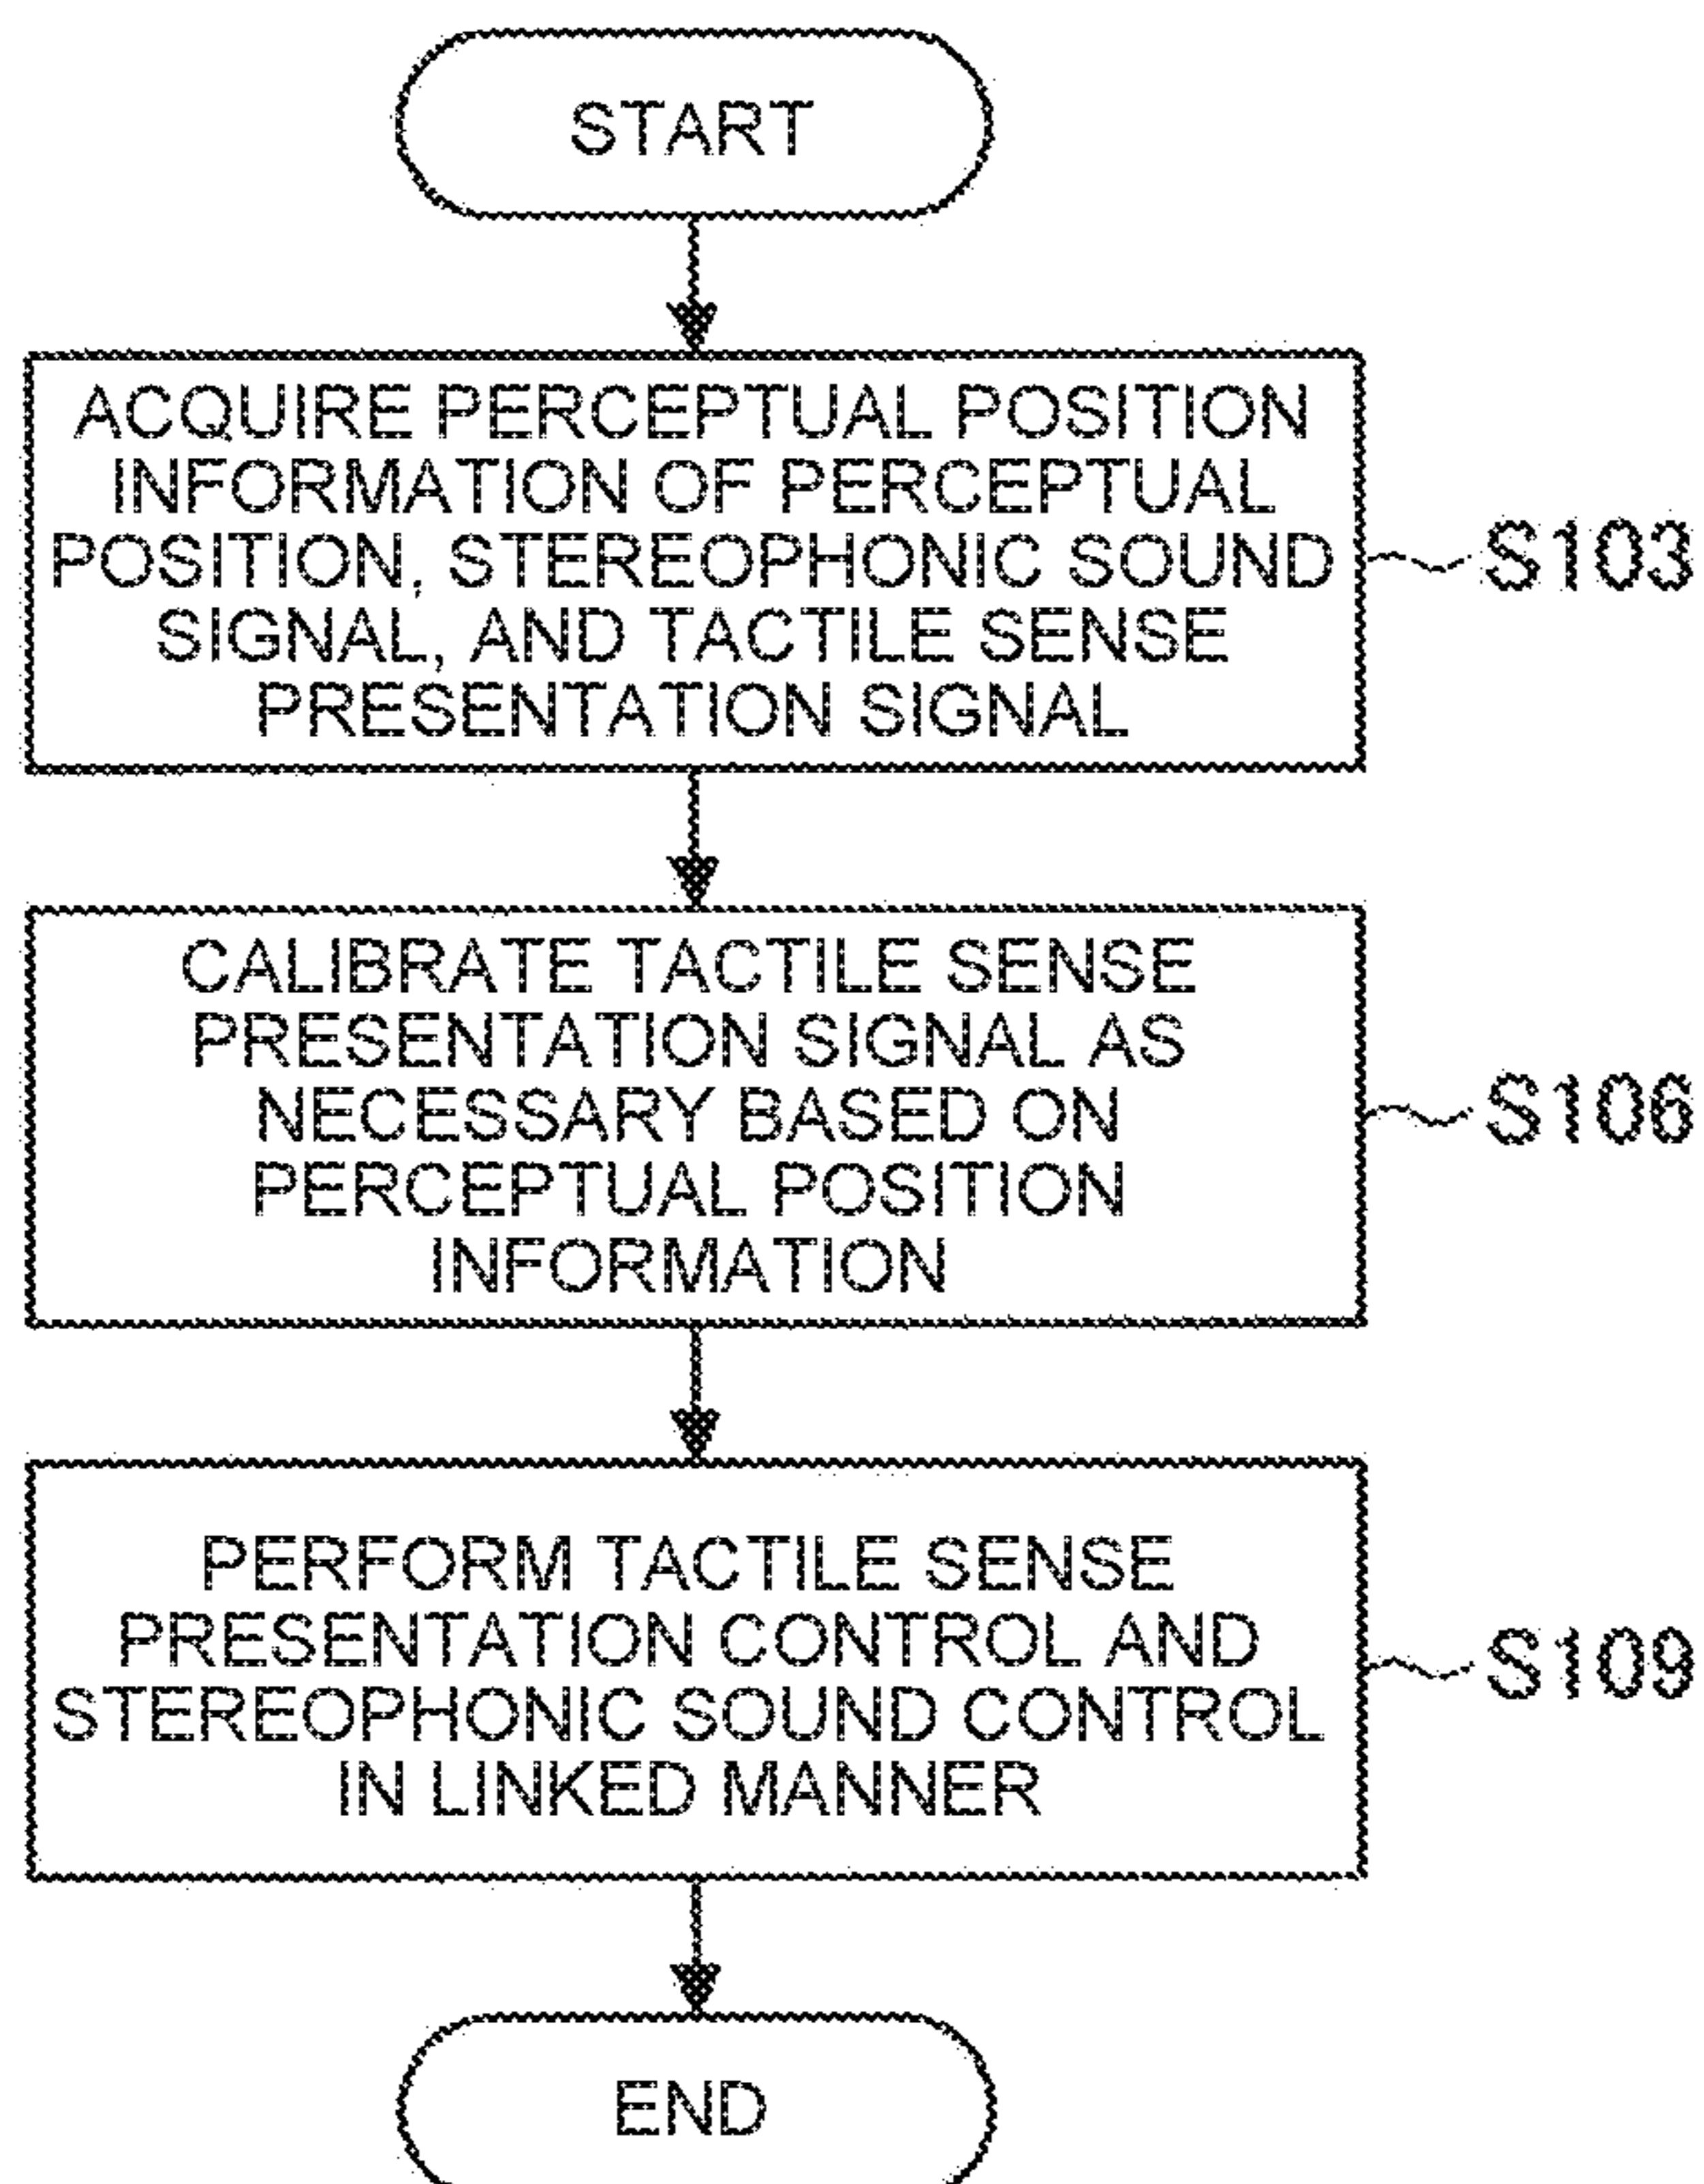 START
ACQUIRE PERCEPTUAL POSITION
INFORMATION OF PERCEPTUAL
POSITION, STEREOPHONIC SOUND
SIGNAL, AND TACTILE SENSE
PRESENTATION SIGNAL
S103
CALIBRATE TACTILE SENSE
PRESENTATION SIGNAL AS
NECESSARY BASED ON
PERCEPTUAL POSITION
INFORMATION
S106
PERFORM TACTILE SENSE
PRESENTATION CONTROL AND
STEREOPHONIC SOUND CONTROL
IN LINKED MANNER
S109
END